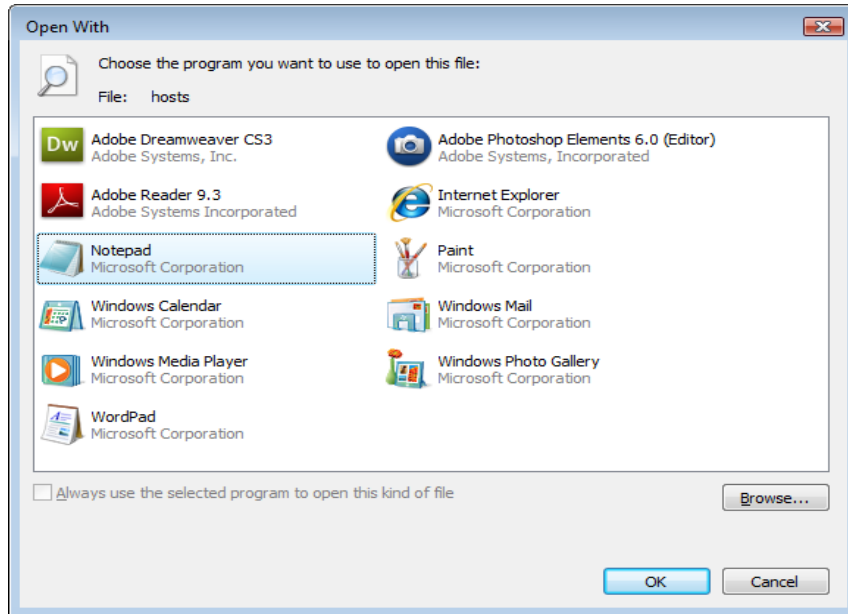 Open With
Choose the program you want to use to open this file:
File: hosts
Dw
Adobe Dreamweaver CS3
Adobe Systems, Inc.
Adobe Photoshop Elements 6.0 (Editor)
Adobe Systems, Incorporated
Adobe Reader 9.3
Adobe Systems Incorporated
Internet Explorer
Microsoft Corporation
Notepad
Microsoft Corporation
Paint
Microsoft Corporation
Windows Calendar
Microsoft Corporation
Windows Mail
Microsoft Corporation
Windows Media Player
Microsoft Corporation
Windows Photo Gallery
Microsoft Corporation
WordPad
Microsoft Corporation
Always use the selected program to open this kind of file
Browse...
OK
Cancel